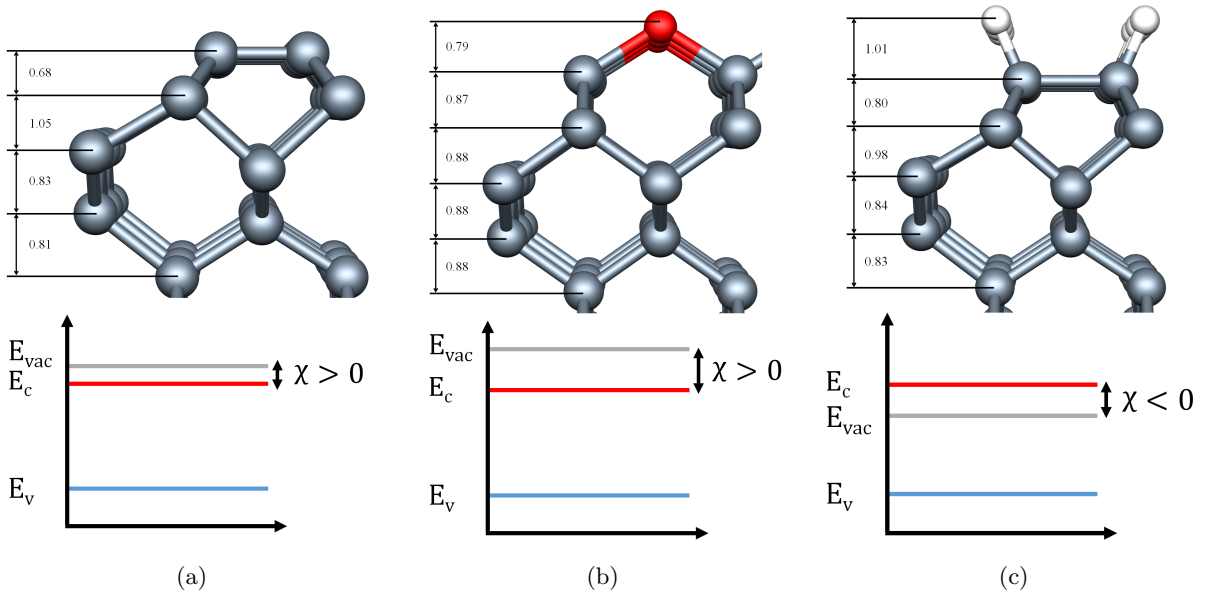 0.68
1.05
0.83
0.81
E_vac
E_c
χ > 0
E_v
(a)
0.79
0.87
0.88
0.88
0.88
E_vac
E_c
χ > 0
E_v
(b)
1.01
0.80
0.98
0.84
0.83
E_c
E_vac
χ < 0
E_v
(c)